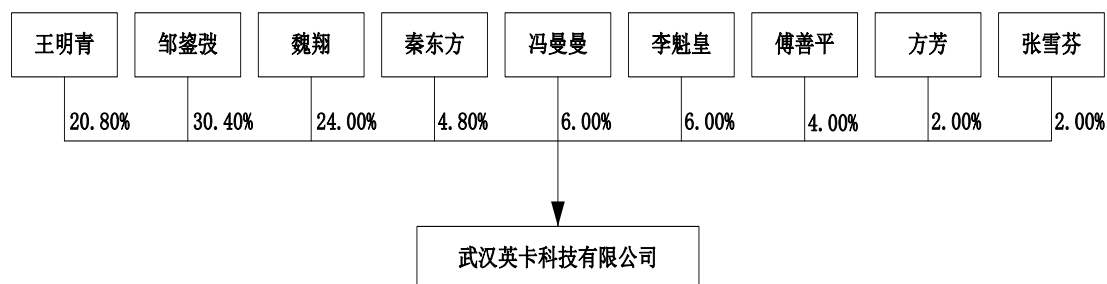 王明青 邹鋆弢 魏翔 秦东方 冯曼曼 李魁皇 傅善平 方芳 张雪芬
20.80% 30.40% 24.00% 4.80% 6.00% 6.00% 4.00% 2.00% 2.00%
武汉英卡科技有限公司